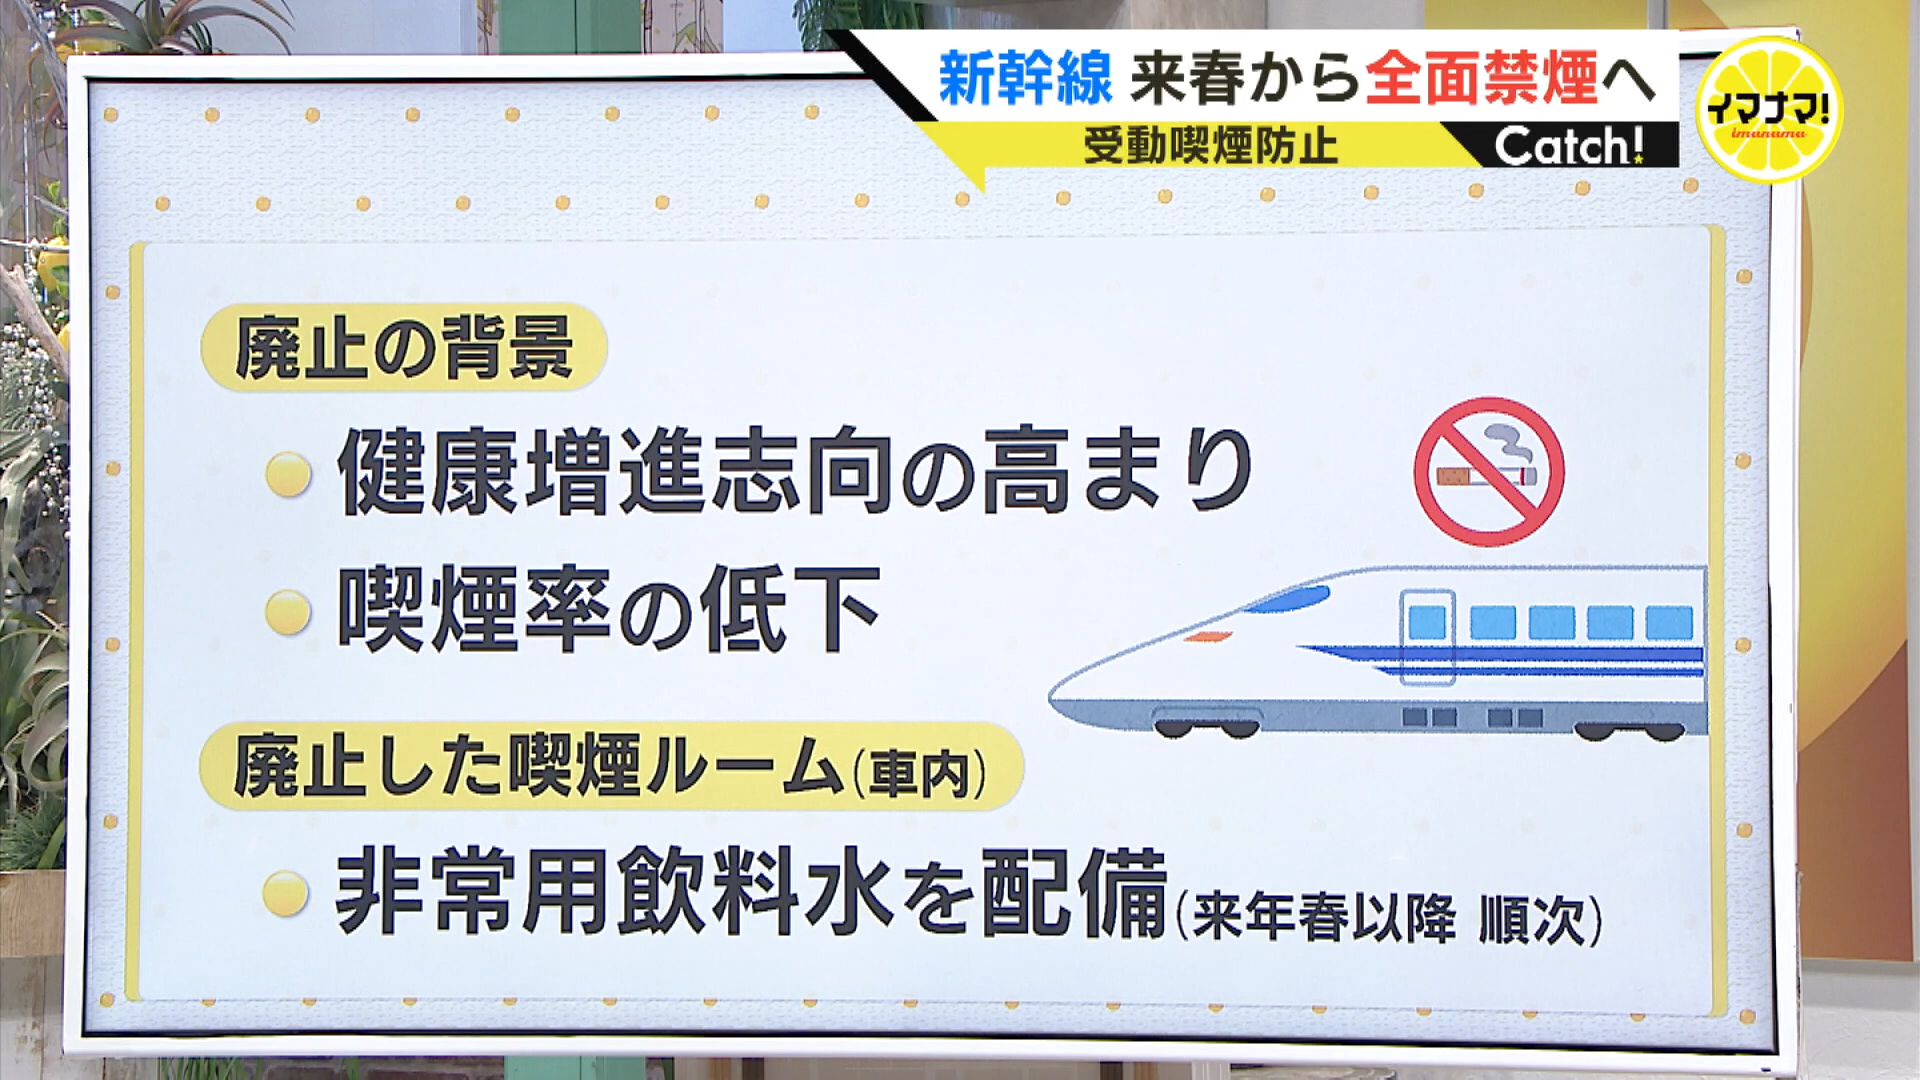 新幹線 来春から全面禁煙へ
受動喫煙防止
Catch!
イマナマ!
imanama
廃止の背景
健康増進志向の高まり
喫煙率の低下
廃止した喫煙ルーム(車内)
非常用飲料水を配備(来年春以降 順次)